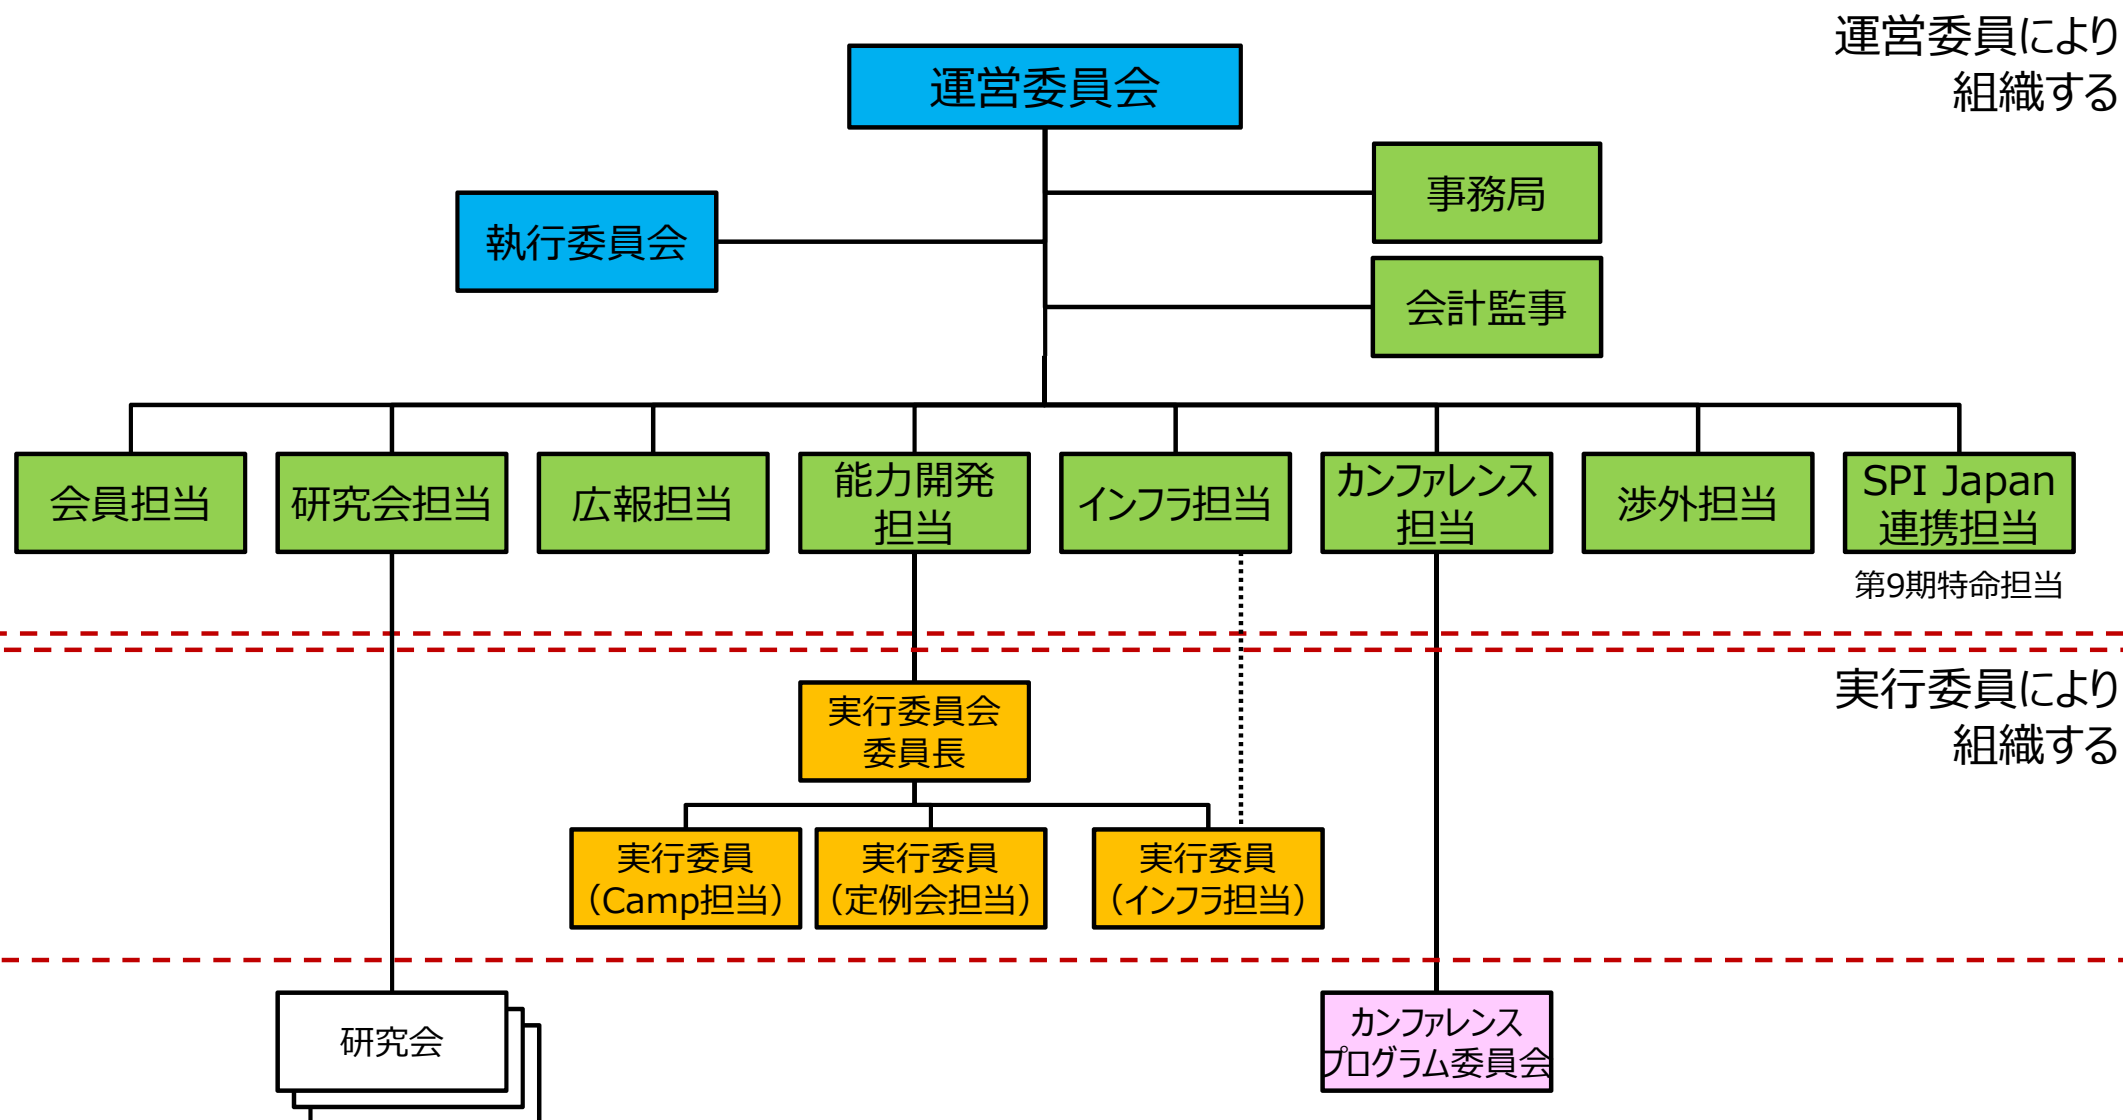 運営委員により
組織する
運営委員会
事務局
執行委員会
会計監事
会員担当
研究会担当
広報担当
能力開発
担当
インフラ担当
カンファレンス
担当
渉外担当
SPI Japan
連携担当
第9期特命担当
実行委員により
組織する
実行委員会
委員長
実行委員
（Camp担当）
実行委員
（定例会担当）
実行委員
（インフラ担当）
研究会
カンファレンス
プログラム委員会